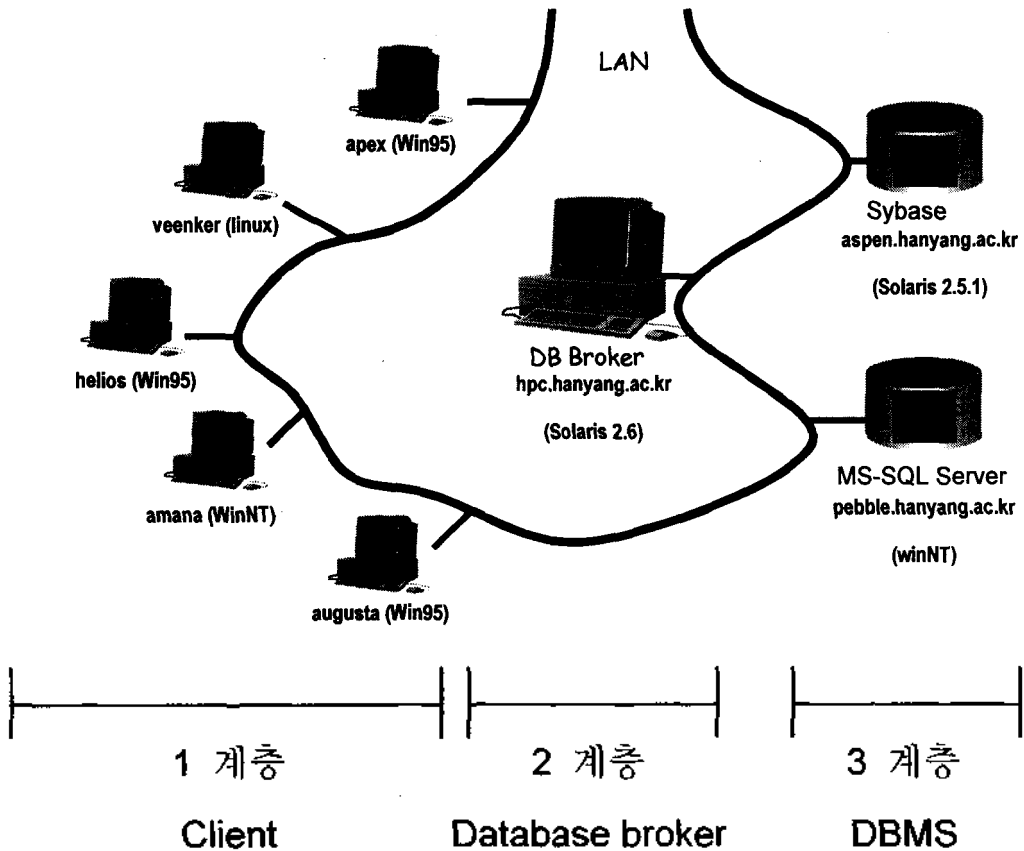 LAN
apex (Win95)
veenker (linux)
helios (Win95)
amana (WinNT)
augusta (Win95)
DB Broker
hpc.hanyang.ac.kr
(Solaris 2.6)
Sybase
aspen.hanyang.ac.kr
(Solaris 2.5.1)
MS-SQL Server
pebble.hanyang.ac.kr
(winNT)
1 계층
2 계층
3 계층
Client
Database broker
DBMS